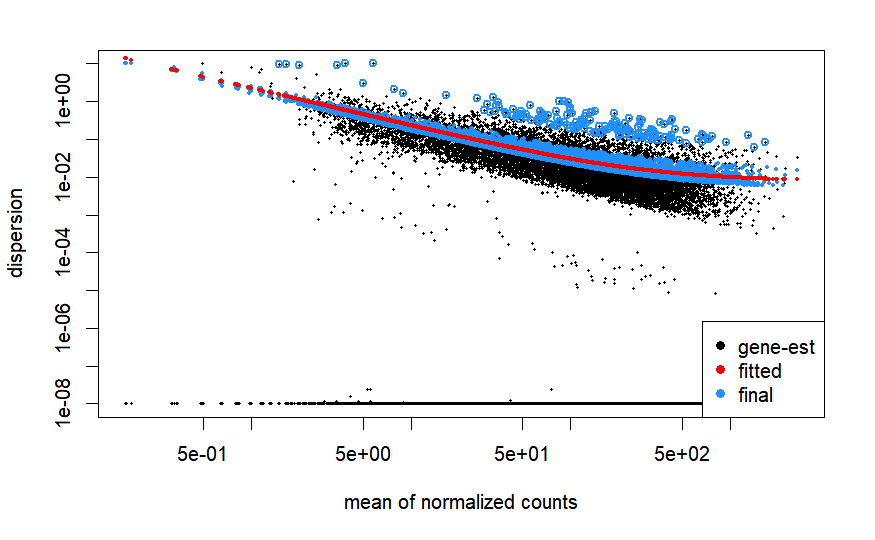 1e+00
1e-02
1e-04
1e-06
1e-08
dispersion
gene-est
fitted
final
5e-01 5e+00 5e+01 5e+02
mean of normalized counts